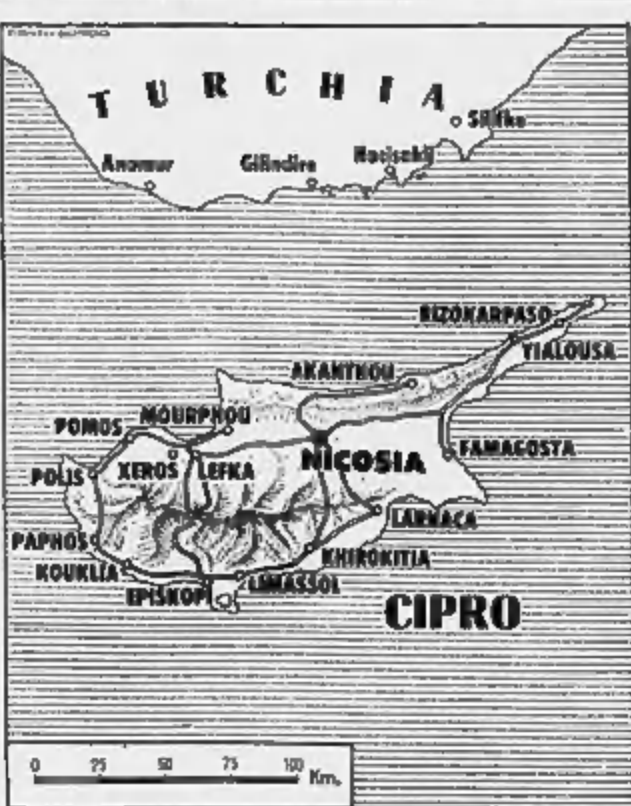 TURCHIA
Silifke
Anamur
Gilindire
Hacisakij
RIZOKARPASO
YIALOUSA
AKANTHOU
MOURPHOU
POMOS
NICOSIA
FAMAGOSTA
XEROS
LEFKA
POLIS
LARNACA
PAPHOS
KHIROKITIA
KOUKLIA
LIMASSOL
EPISKOPI
CIPRO
0 25 50 75 100 Km.